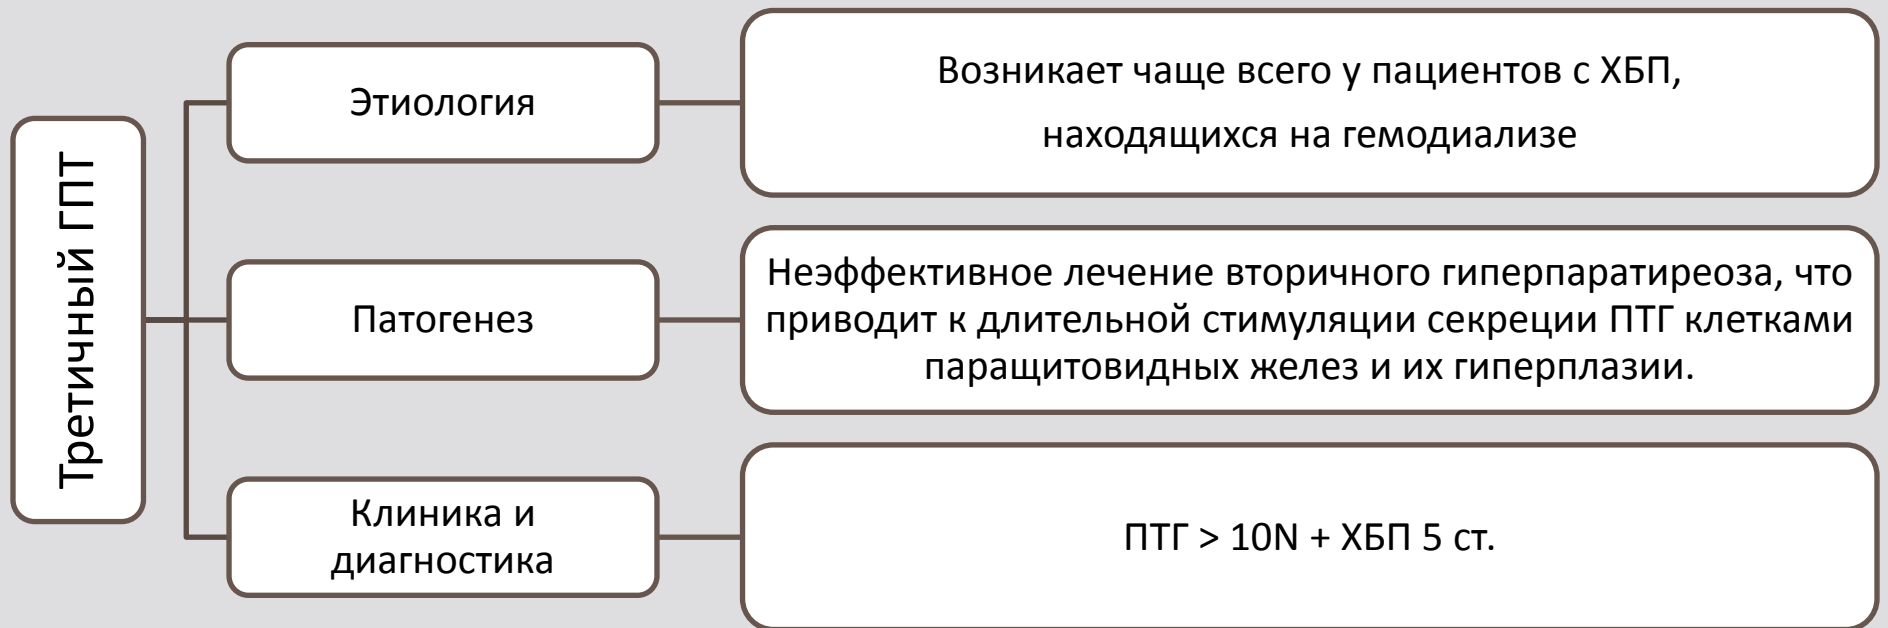 Третичный ГПТ
Этиология
Возникает чаще всего у пациентов с ХБП,
находящихся на гемодиализе
Патогенез
Неэффективное лечение вторичного гиперпаратиреоза, что
приводит к длительной стимуляции секреции ПТГ клетками
паращитовидных желез и их гиперплазии.
Клиника и
диагностика
ПТГ > 10N + ХБП 5 ст.